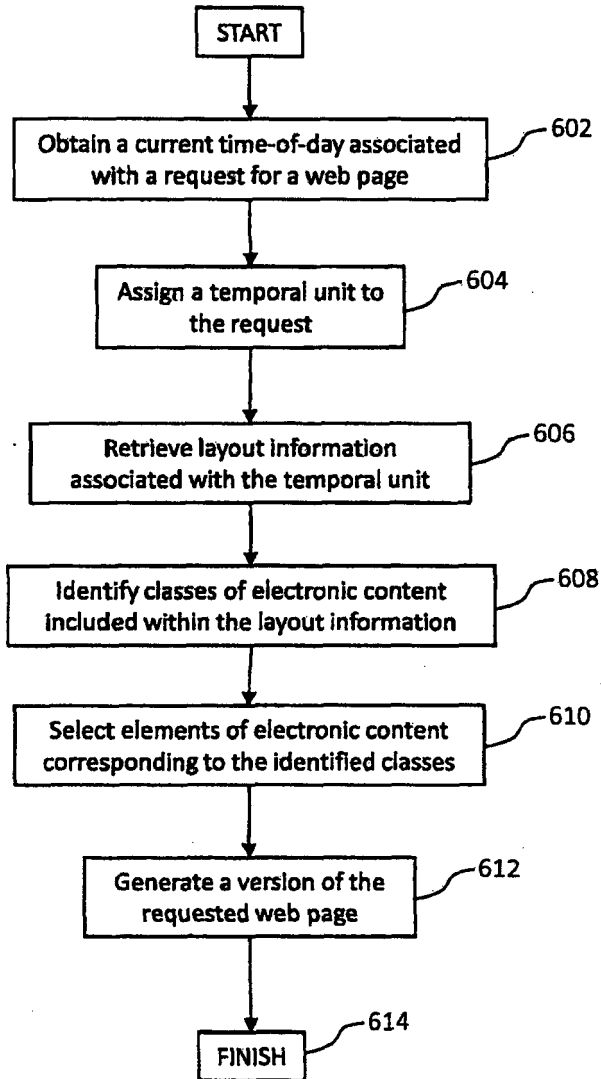 START
Obtain a current time-of-day associated
with a request for a web page
602
Assign a temporal unit to
the request
604
Retrieve layout information
associated with the temporal unit
606
Identify classes of electronic content
included within the layout information
608
Select elements of electronic content
corresponding to the identified classes
610
Generate a version of the
requested web page
612
FINISH
614